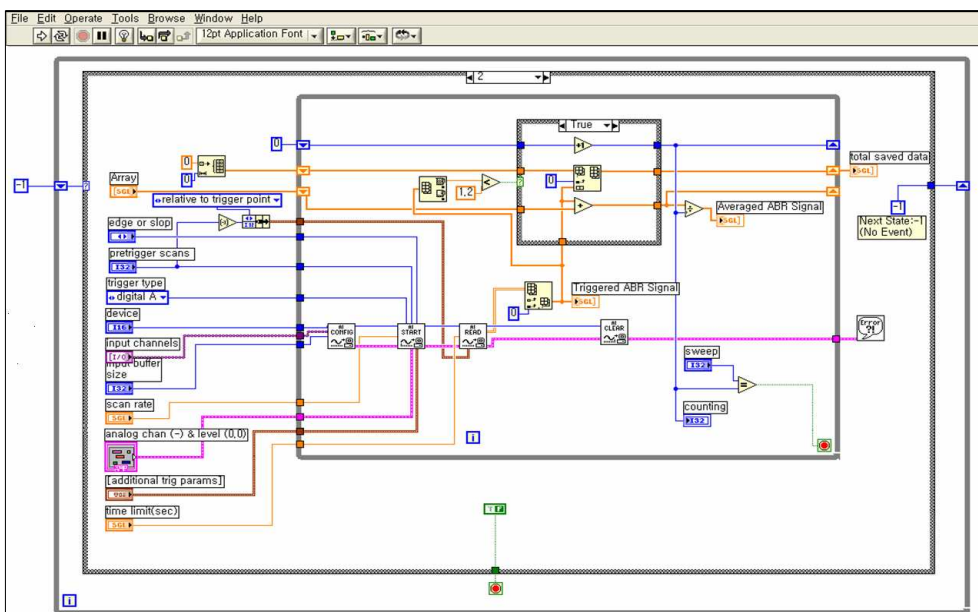 File Edit Operate Tools Browse Window Help
12pt Application Font
2
True
0
+1
0
0
total saved data
SGL]
Array
[SGL
relative to trigger point
1,2
<
0
-1
+
÷
Averaged ABR Signal
SGL]
-1
Next State:-1
(No Event)
edge or slop
pretrigger scans
I32
Triggered ABR Signal
SGL]
0
trigger type
digital A
device
I16
AI
CONFIG
AI
START
AI
READ
AI
CLEAR
Error
?!
input channels
[I/O]
input buffer
size
I32
sweep
I32
=
scan rate
SGL
counting
I32
analog chan (-) & level (0,0)
i
[additional trig params]
time limit(sec)
SGL
T F
i